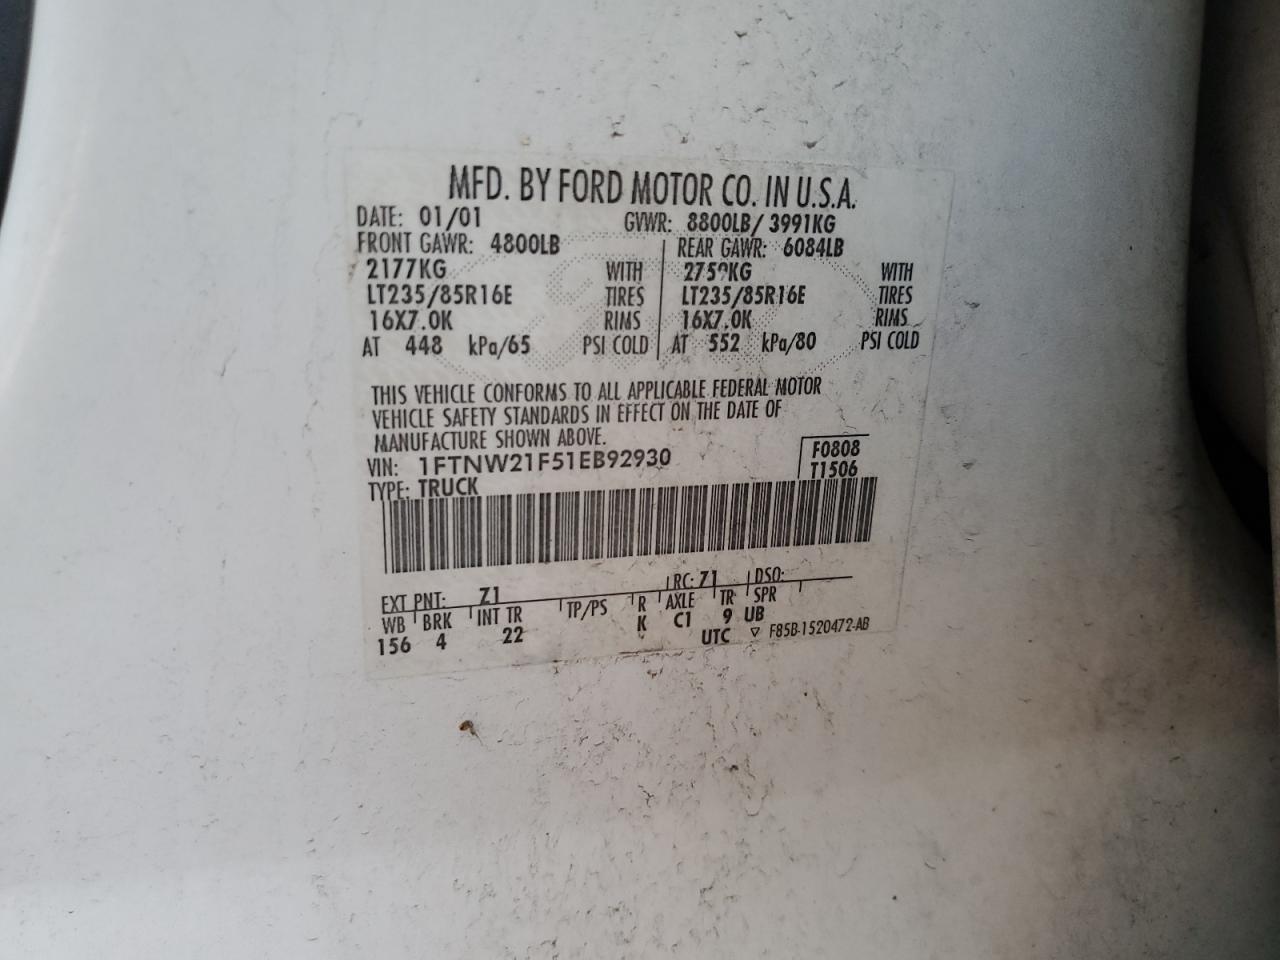 MFD. BY FORD MOTOR CO. IN U.S.A.
DATE: 01/01 GVWR: 8800LB/ 3991KG
FRONT GAWR: 4800LB REAR GAWR: 6084LB
2177KG WITH 2759KG WITH
LT235/85R16E TIRES LT235/85R16E TIRES
16X7.0K RIMS 16X7.0K RIMS
AT 448 kPa/65 PSI COLD AT 552 kPa/80 PSI COLD
THIS VEHICLE CONFORMS TO ALL APPLICABLE FEDERAL MOTOR
VEHICLE SAFETY STANDARDS IN EFFECT ON THE DATE OF
MANUFACTURE SHOWN ABOVE.
VIN: 1FTNW21F51EB92930 F0808
TYPE: TRUCK T1506
EXT PNT: Z1 RC: 71 DSO:
WB BRK INT TR TP/PS R AXLE TR SPR
156 4 22 K C1 9 UB
UTC ▽ F85B-1520472-AB